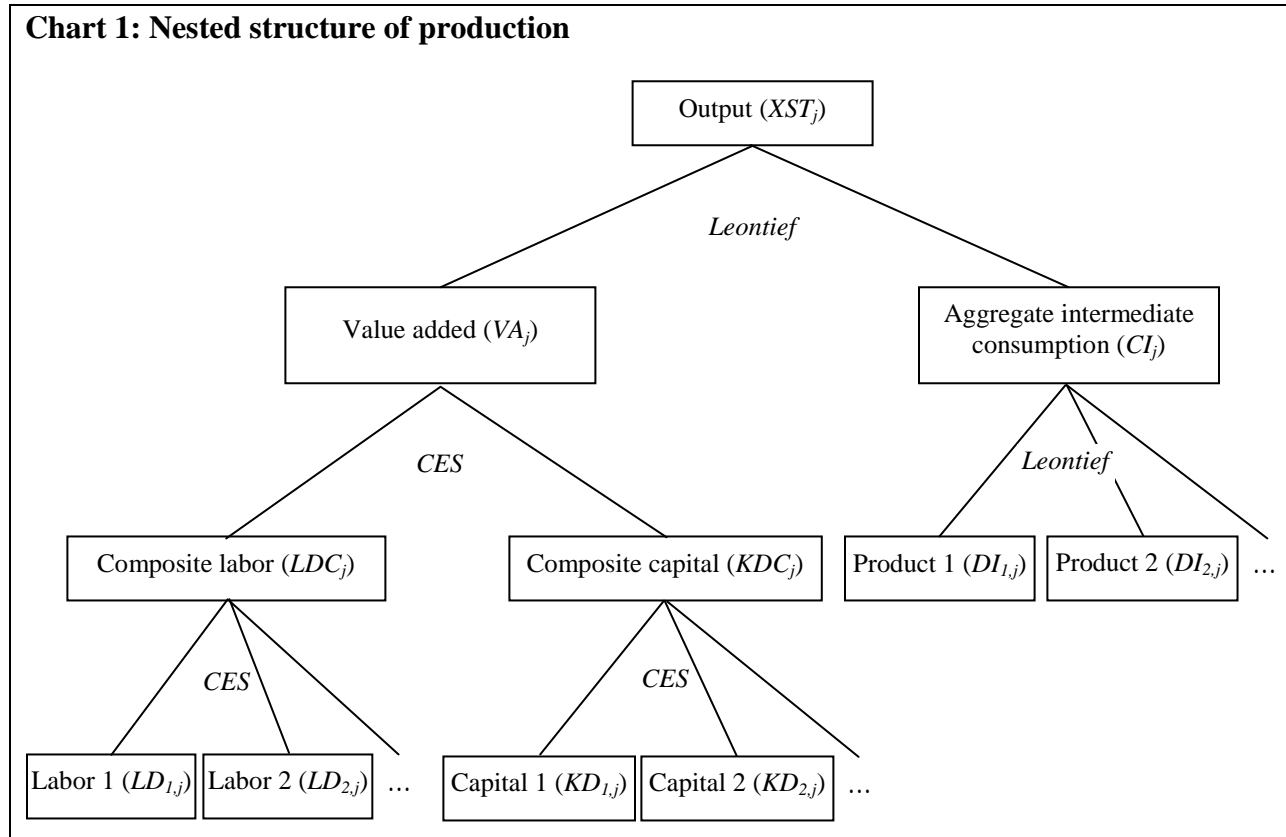 Chart 1: Nested structure of production
Output (XSTj)
Leontief
Value added (VAj)
Aggregate intermediate
consumption (CIj)
CES
Leontief
Composite labor (LDCj)
Composite capital (KDCj)
Product 1 (DI1,j)
Product 2 (DI2,j)
...
CES
CES
Labor 1 (LD1,j)
Labor 2 (LD2,j)
...
Capital 1 (KD1,j)
Capital 2 (KD2,j)
...